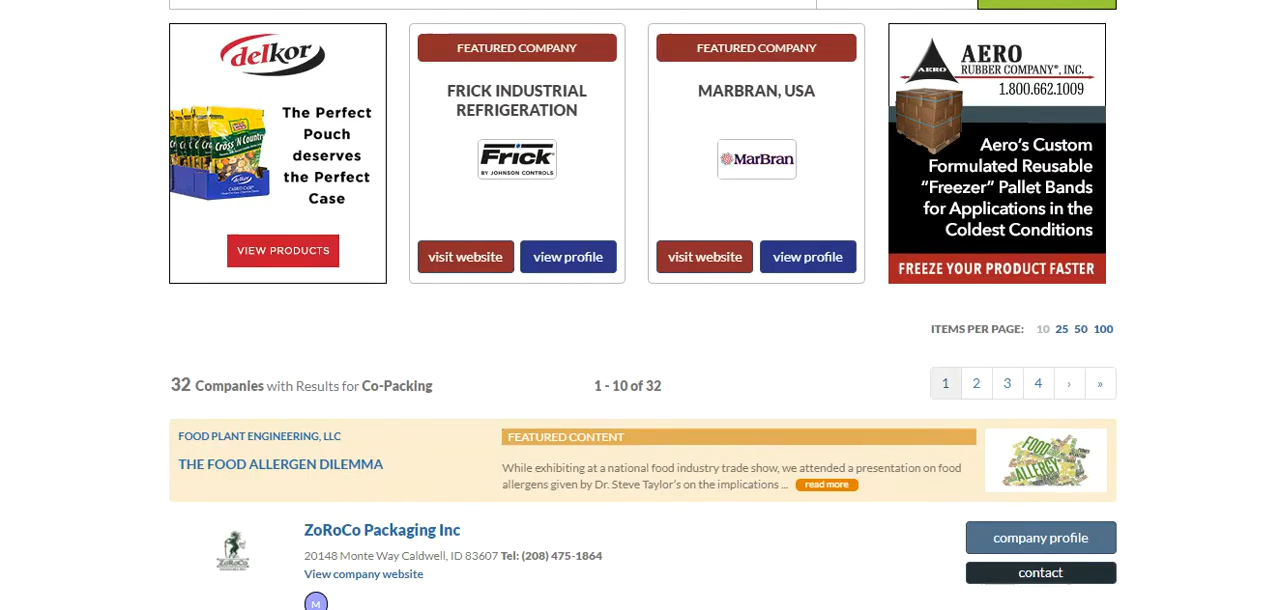 delkor
The Perfect
Pouch
deserves
the Perfect
Case
Cross 'N Country
delkor
VIEW PRODUCTS
FEATURED COMPANY
FRICK INDUSTRIAL
REFRIGERATION
Frick
BY JOHNSON CONTROLS
visit website
view profile
FEATURED COMPANY
MARBRAN, USA
MarBran
visit website
view profile
AERO
AERO
RUBBER COMPANY®, INC.
1.800.662.1009
Aero's Custom
Formulated Reusable
"Freezer" Pallet Bands
for Applications in the
Coldest Conditions
FREEZE YOUR PRODUCT FASTER
ITEMS PER PAGE: 10 25 50 100
32 Companies with Results for Co-Packing
1 - 10 of 32
1 2 3 4 › »
FOOD PLANT ENGINEERING, LLC
THE FOOD ALLERGEN DILEMMA
FEATURED CONTENT
While exhibiting at a national food industry trade show, we attended a presentation on food
allergens given by Dr. Steve Taylor's on the implications ... read more
FOOD
ALLERGY
ZoRoCo
ZoRoCo Packaging Inc
20148 Monte Way Caldwell, ID 83607 Tel: (208) 475-1864
View company website
M
company profile
contact